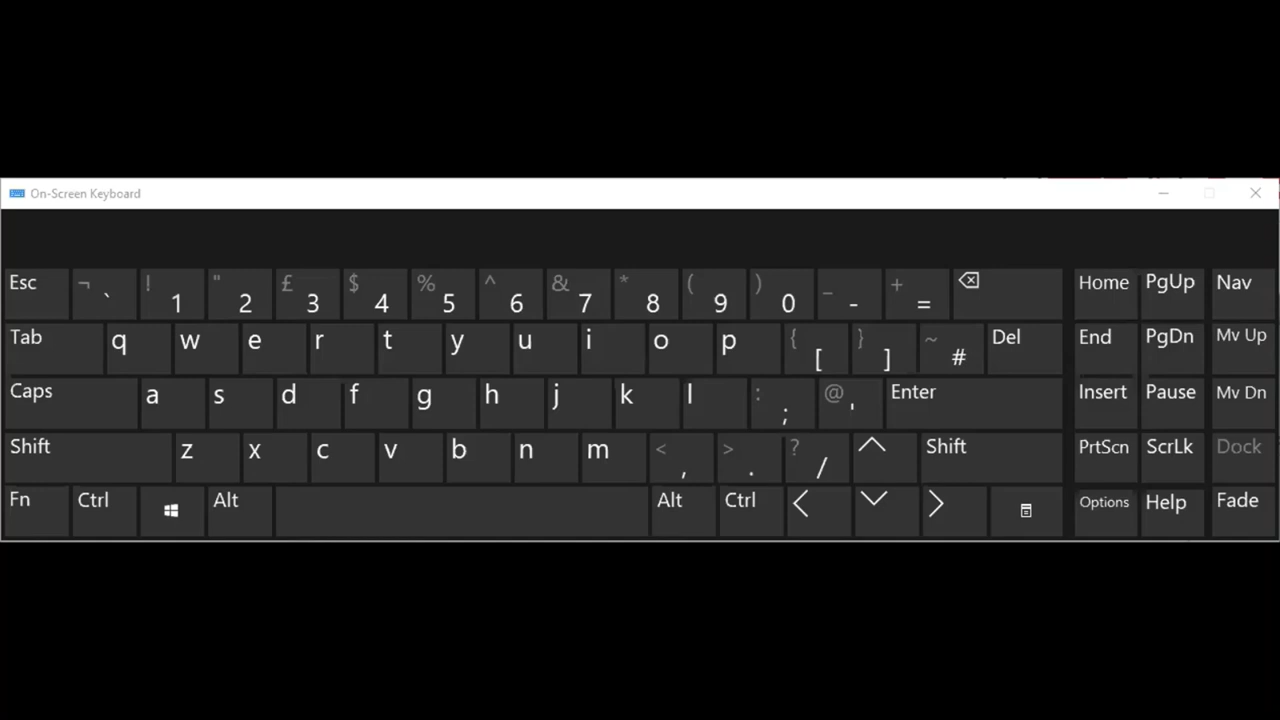 On-Screen Keyboard
Esc ¬ ` ! 1 " 2 £ 3 $ 4 % 5 ^ 6 & 7 * 8 ( 9 ) 0 _ - + = Home PgUp Nav
Tab q w e r t y u i o p { [ } ] ~ # Del End PgDn Mv Up
Caps a s d f g h j k l : ; @ ' Enter Insert Pause Mv Dn
Shift z x c v b n m < , > . ? / Shift PrtScn ScrLk Dock
Fn Ctrl Alt Alt Ctrl Options Help Fade